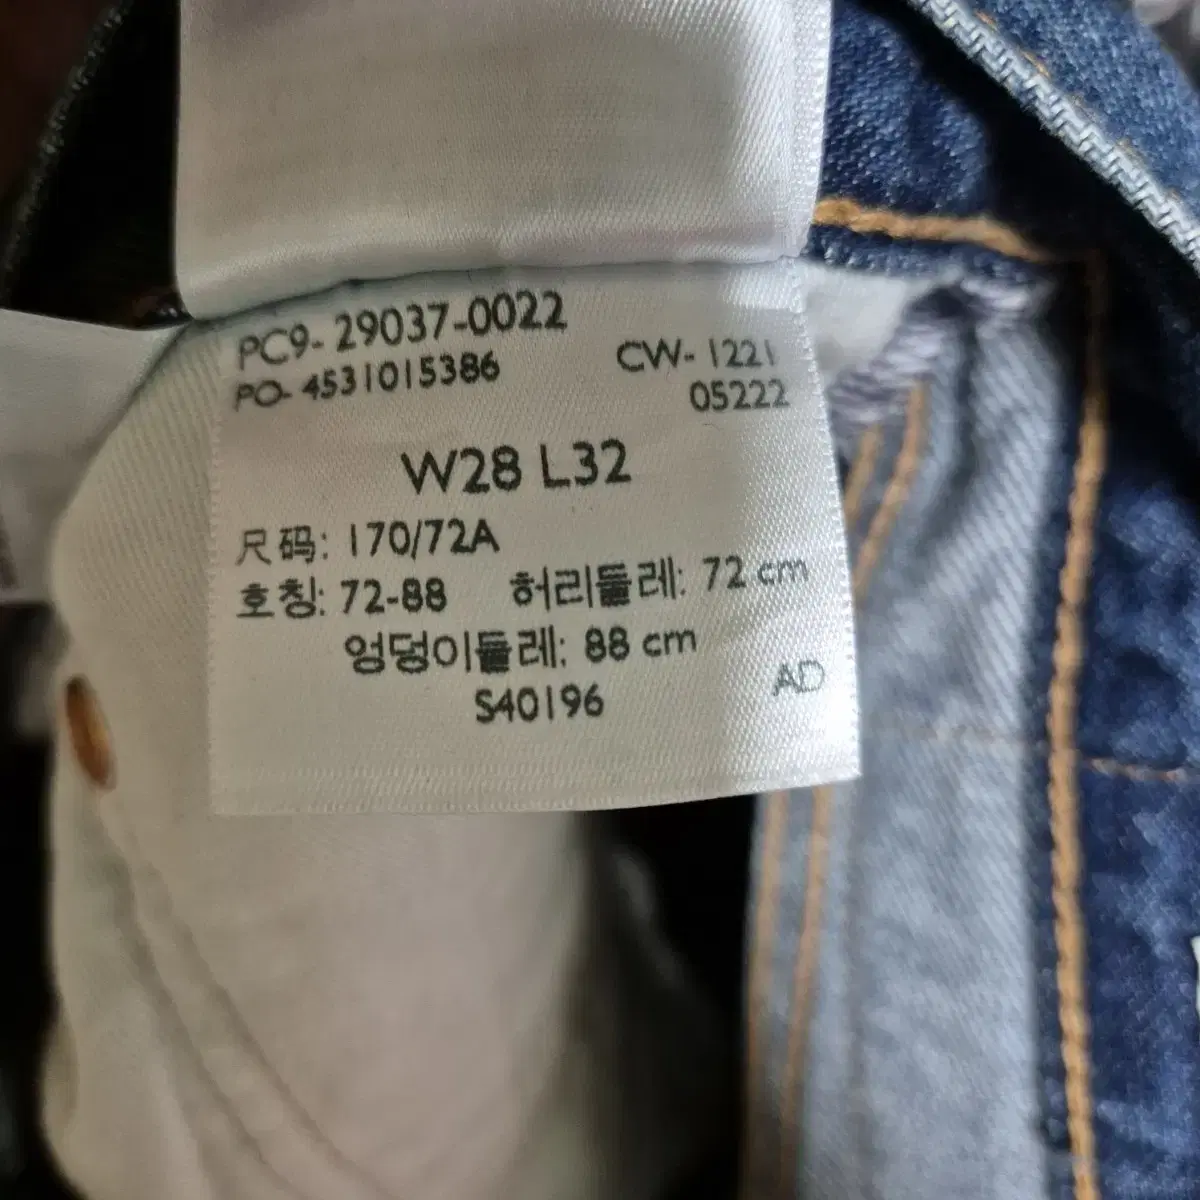 PC9-29037-0022
PO-4531015386 CW-1221
05222
W28 L32
尺码: 170/72A
호칭: 72-88 허리둘레: 72 cm
엉덩이둘레: 88 cm
S40196 AD